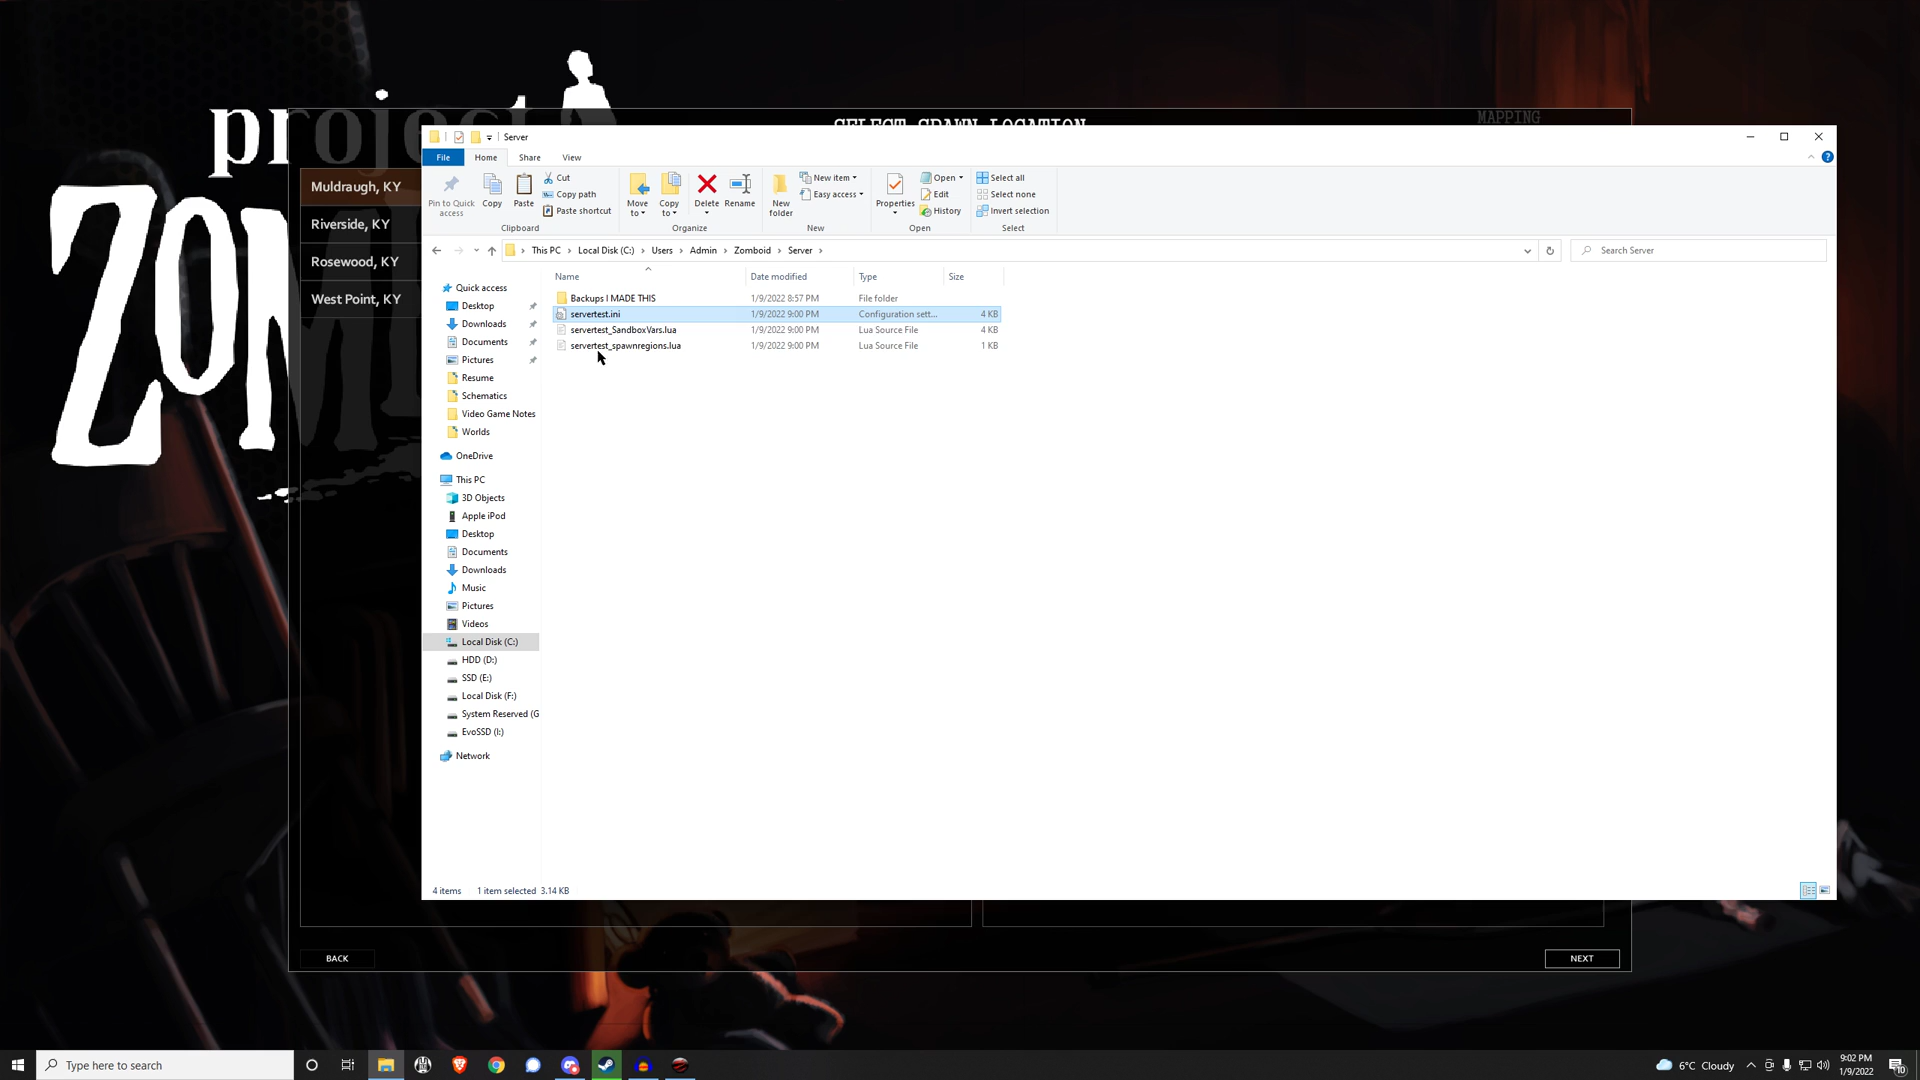 project
ZOM
SELECT SPAWN LOCATION
MAPPING
Muldraugh, KY
Riverside, KY
Rosewood, KY
West Point, KY
Server
File
Home
Share
View
Pin to Quick access
Copy
Paste
Cut
Copy path
Paste shortcut
Clipboard
Move to
Copy to
Delete
Rename
Organize
New folder
New item
Easy access
New
Properties
Open
Edit
History
Open
Select all
Select none
Invert selection
Select
This PC > Local Disk (C:) > Users > Admin > Zomboid > Server >
Search Server
Name Date modified Type Size
Backups I MADE THIS 1/9/2022 8:57 PM File folder
servertest.ini 1/9/2022 9:00 PM Configuration sett... 4 KB
servertest_SandboxVars.lua 1/9/2022 9:00 PM Lua Source File 4 KB
servertest_spawnregions.lua 1/9/2022 9:00 PM Lua Source File 1 KB
Quick access
Desktop
Downloads
Documents
Pictures
Resume
Schematics
Video Game Notes
Worlds
OneDrive
This PC
3D Objects
Apple iPod
Desktop
Documents
Downloads
Music
Pictures
Videos
Local Disk (C:)
HDD (D:)
SSD (E:)
Local Disk (F:)
System Reserved (G
EvoSSD (I:)
Network
4 items 1 item selected 3.14 KB
BACK
NEXT
Type here to search
6°C Cloudy
9:02 PM
1/9/2022
10